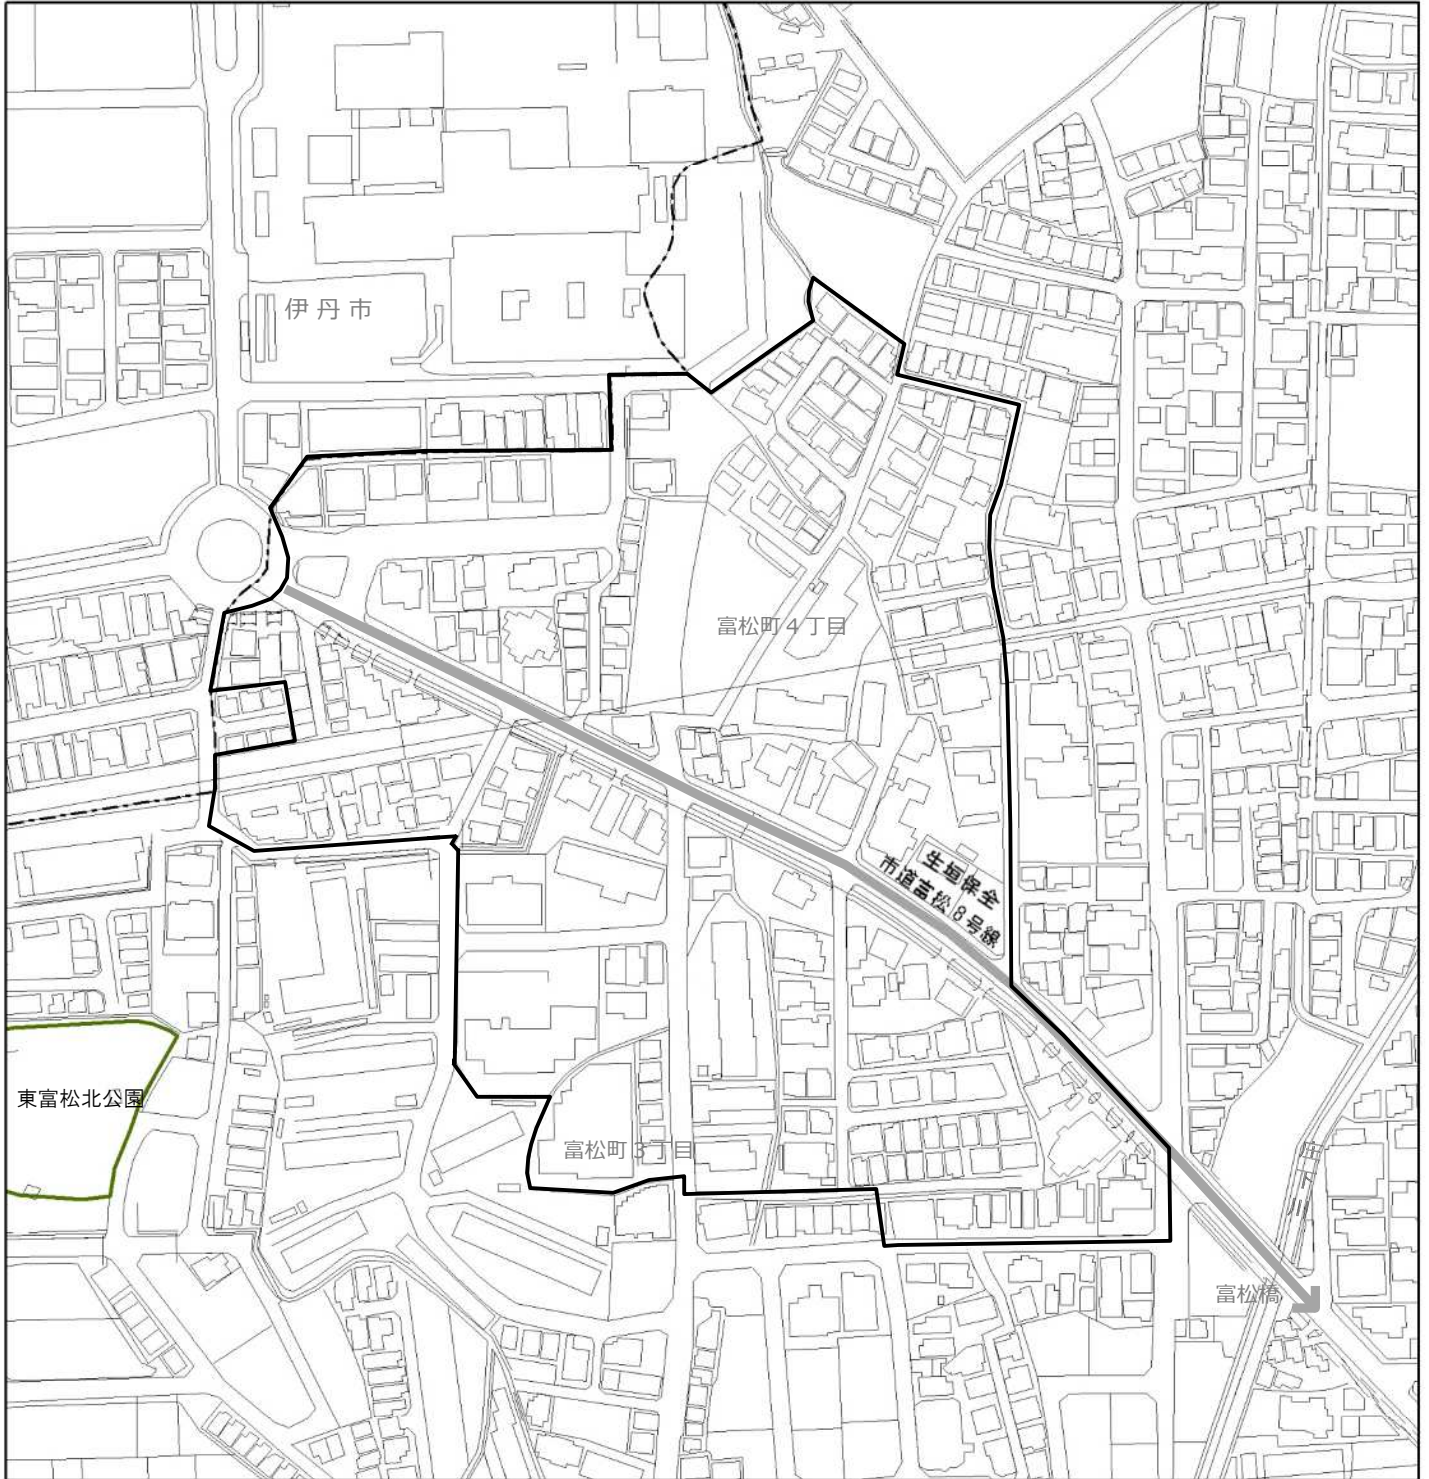 伊丹市
富松町４丁目
生垣保全
市道富松８号線
東富松北公園
富松町３丁目
富松橋